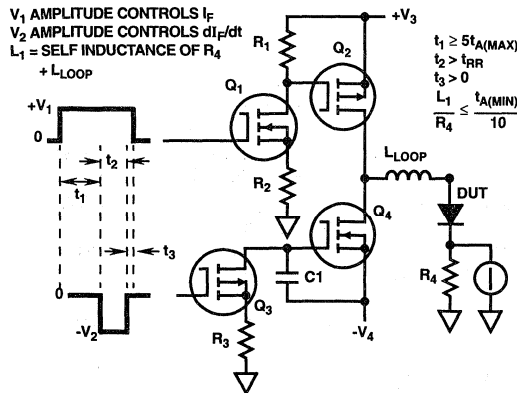 V1 AMPLITUDE CONTROLS IF
V2 AMPLITUDE CONTROLS dIF/dt
L1 = SELF INDUCTANCE OF R4
+ LLOOP
+V3
R1
Q2
t1 ≥ 5tA(MAX)
t2 > tRR
t3 > 0
L1/R4 ≤ tA(MIN)/10
Q1
+V1
0
t2
t1
R2
LLOOP
DUT
Q4
t3
C1
R4
0
-V2
Q3
-V4
R3